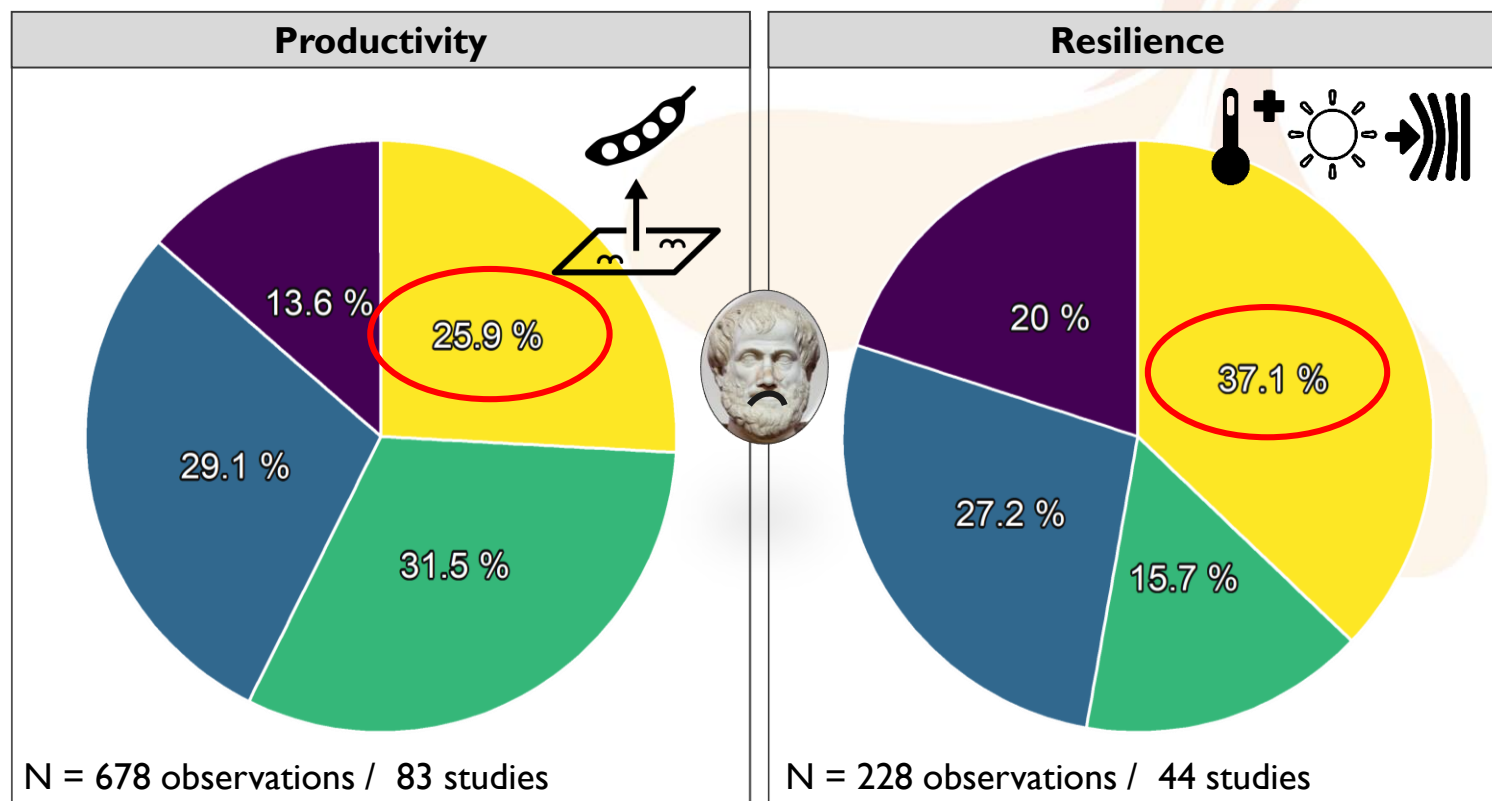 Productivity
13.6 %
25.9 %
29.1 %
31.5 %
N = 678 observations / 83 studies
Resilience
20 %
37.1 %
27.2 %
15.7 %
N = 228 observations / 44 studies